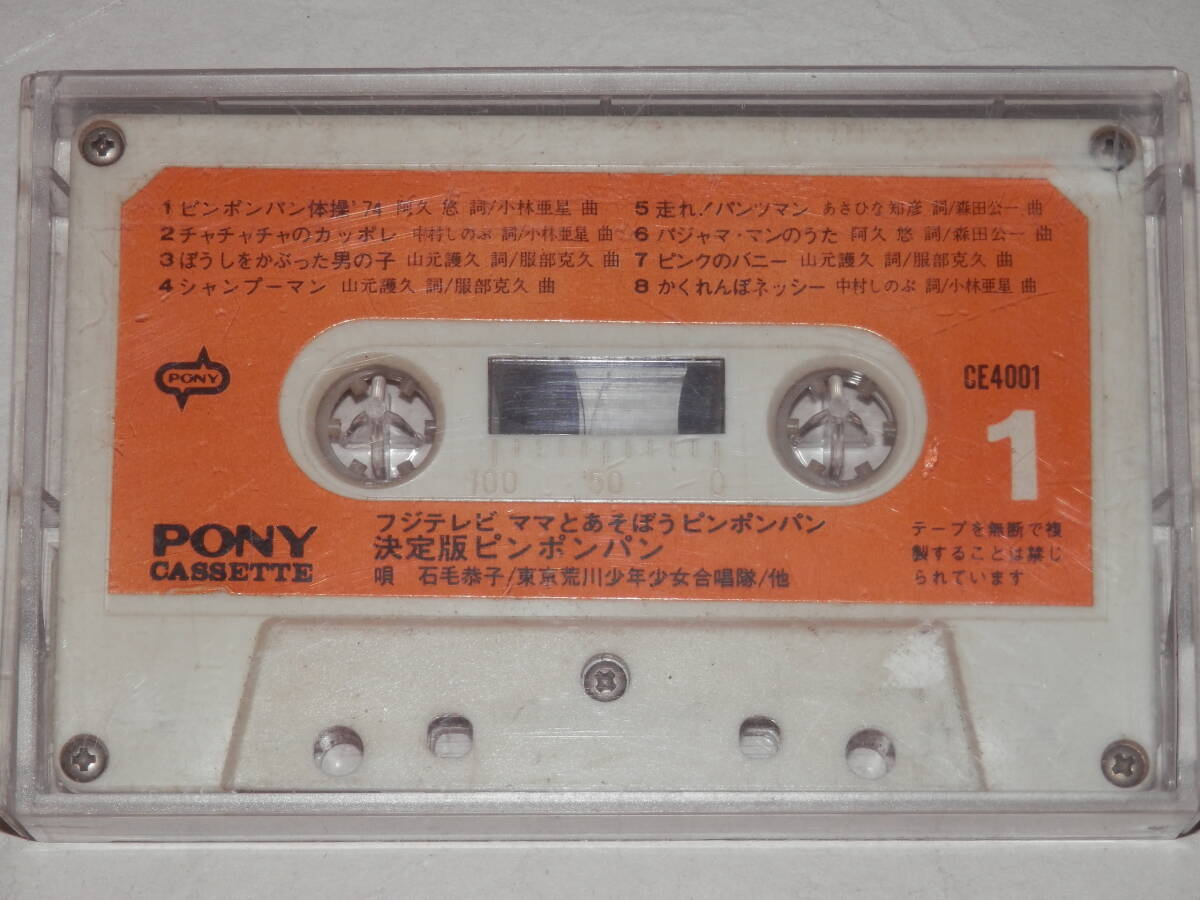 1 ピンポンパン体操'74 阿久 悠 詞/小林亜星 曲
2 チャチャチャのカッポレ 中村しのぶ 詞/小林亜星 曲
3 ぼうしをかぶった男の子 山元護久 詞/服部克久 曲
4 シャンプーマン 山元護久 詞/服部克久 曲
5 走れ!パンツマン あさひな知彦 詞/森田公一 曲
6 パジャマ・マンのうた 阿久 悠 詞/森田公一 曲
7 ピンクのバニー 山元護久 詞/服部克久 曲
8 かくれんぼネッシー 中村しのぶ 詞/小林亜星 曲
PONY
CE4001
1
100 50 0
PONY
CASSETTE
フジテレビ ママとあそぼうピンポンパン
決定版ピンポンパン
唄 石毛恭子/東京荒川少年少女合唱隊/他
テープを無断で複
製することは禁じ
られています